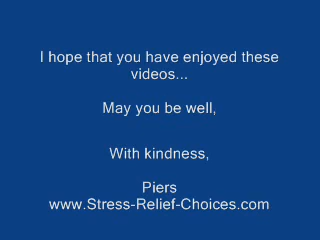 I hope that you have enjoyed these
videos...
May you be well,
With kindness,
Piers
www.Stress-Relief-Choices.com